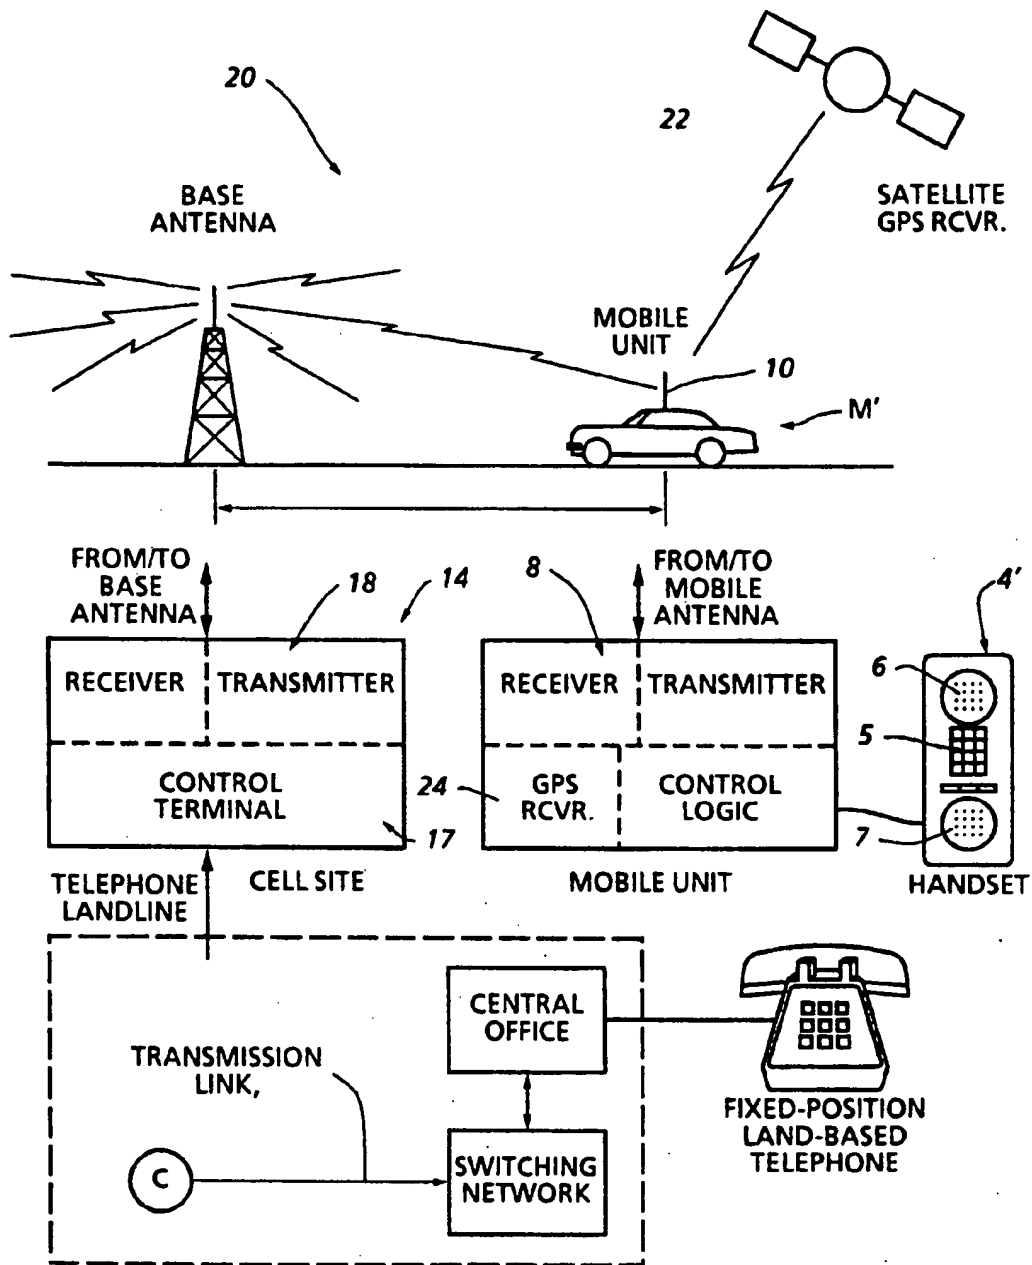 20
22
BASE
ANTENNA
SATELLITE
GPS RCVR.
MOBILE
UNIT
10
M'
FROM/TO
BASE
ANTENNA
18
14
8
FROM/TO
MOBILE
ANTENNA
4'
RECEIVER
TRANSMITTER
RECEIVER
TRANSMITTER
6
5
CONTROL
TERMINAL
17
24
GPS
RCVR.
CONTROL
LOGIC
7
TELEPHONE
LANDLINE
CELL SITE
MOBILE UNIT
HANDSET
CENTRAL
OFFICE
TRANSMISSION
LINK,
C
SWITCHING
NETWORK
FIXED-POSITION
LAND-BASED
TELEPHONE